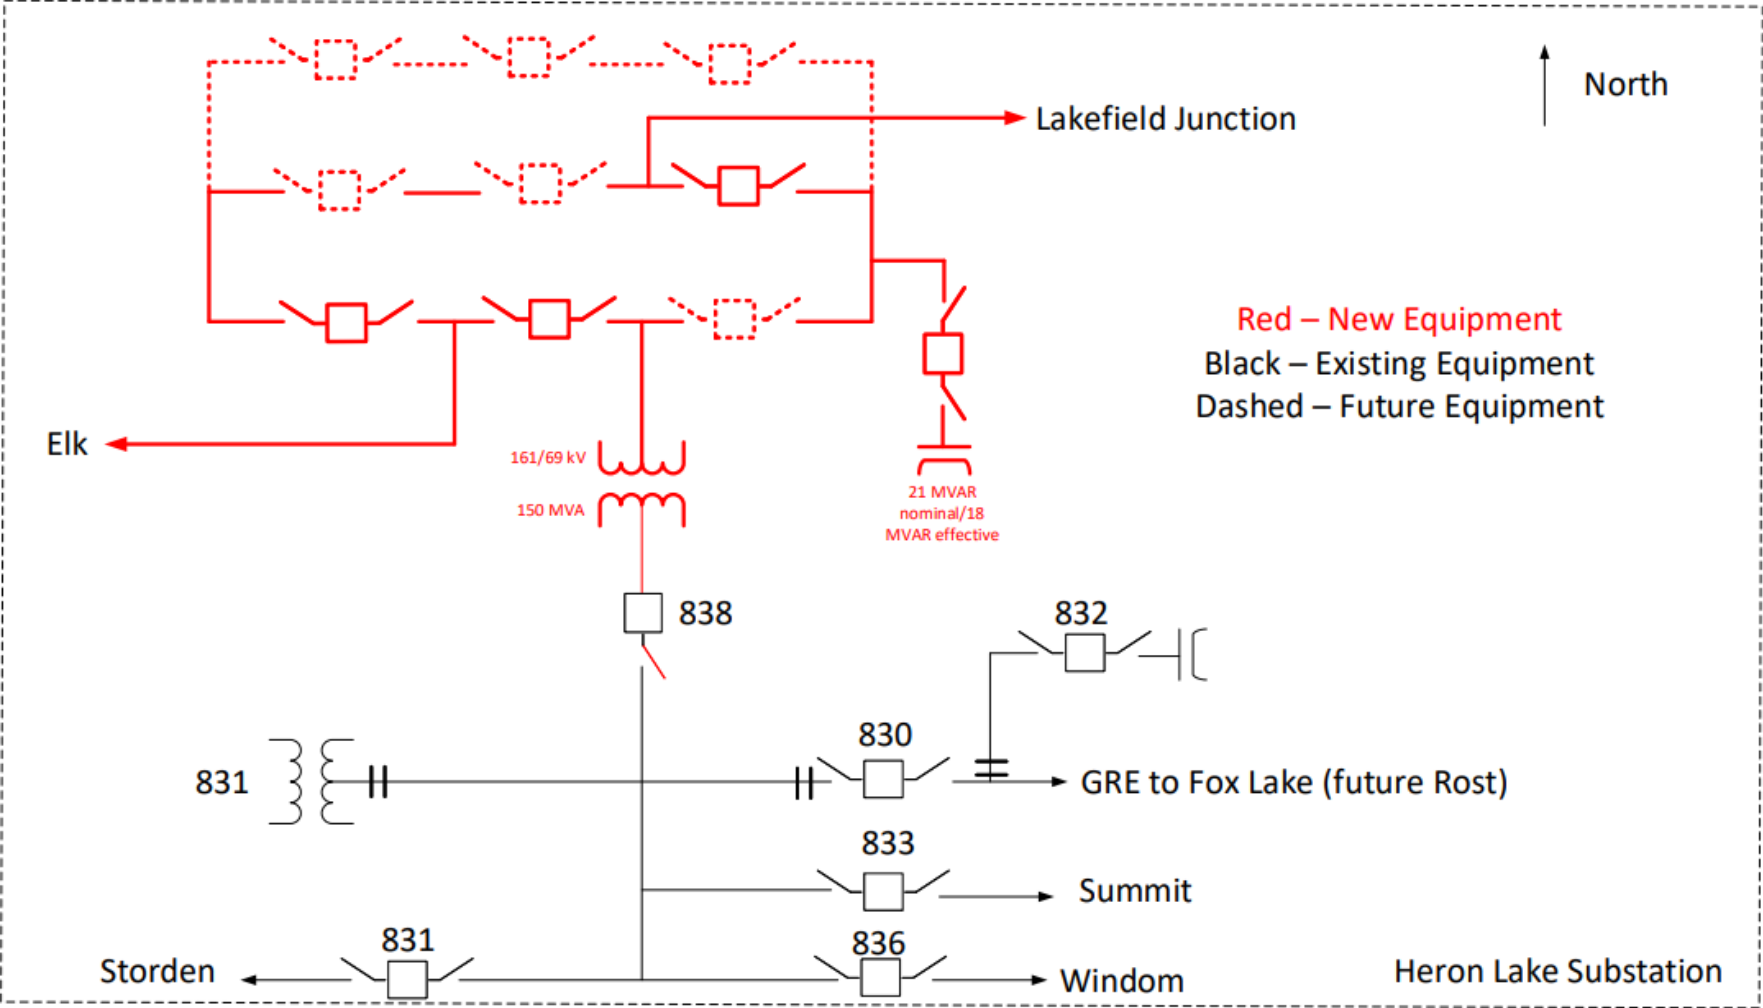 North
Lakefield Junction
Red – New Equipment
Black – Existing Equipment
Dashed – Future Equipment
Elk
161/69 kV
150 MVA
21 MVAR
nominal/18
MVAR effective
838
832
830
831
GRE to Fox Lake (future Rost)
833
Summit
831
836
Storden
Windom
Heron Lake Substation